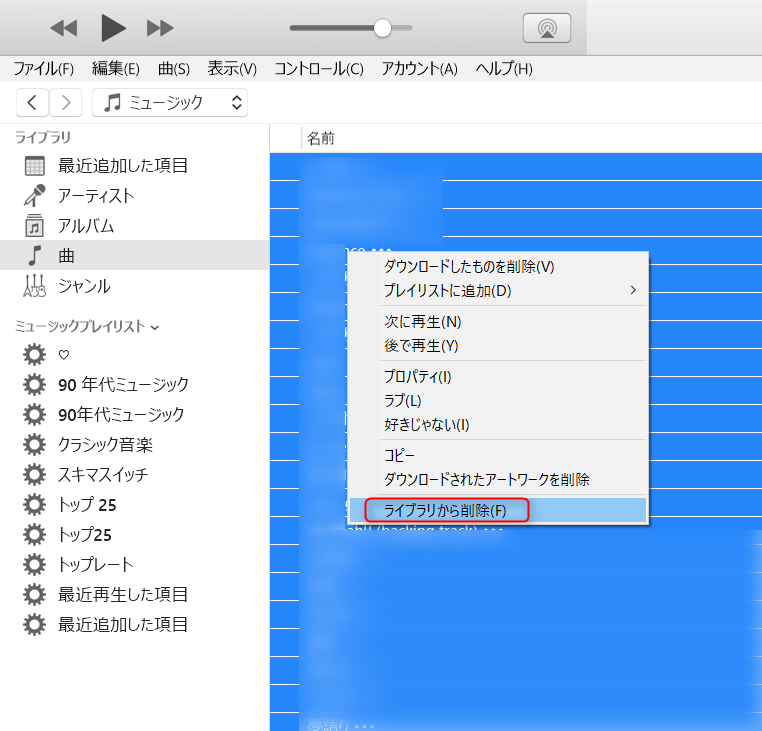 ファイル(F) 編集(E) 曲(S) 表示(V) コントロール(C) アカウント(A) ヘルプ(H)
ミュージック
ライブラリ
最近追加した項目
アーティスト
アルバム
曲
ジャンル
ミュージックプレイリスト
♡
90 年代ミュージック
90年代ミュージック
クラシック音楽
スキマスイッチ
トップ 25
トップ25
トップレート
最近再生した項目
最近追加した項目
名前
ダウンロードしたものを削除(V)
プレイリストに追加(D)
次に再生(N)
後で再生(Y)
プロパティ(I)
ラブ(L)
好きじゃない(I)
コピー
ダウンロードされたアートワークを削除
ライブラリから削除(F)
(backing track) •••
夢語り •••